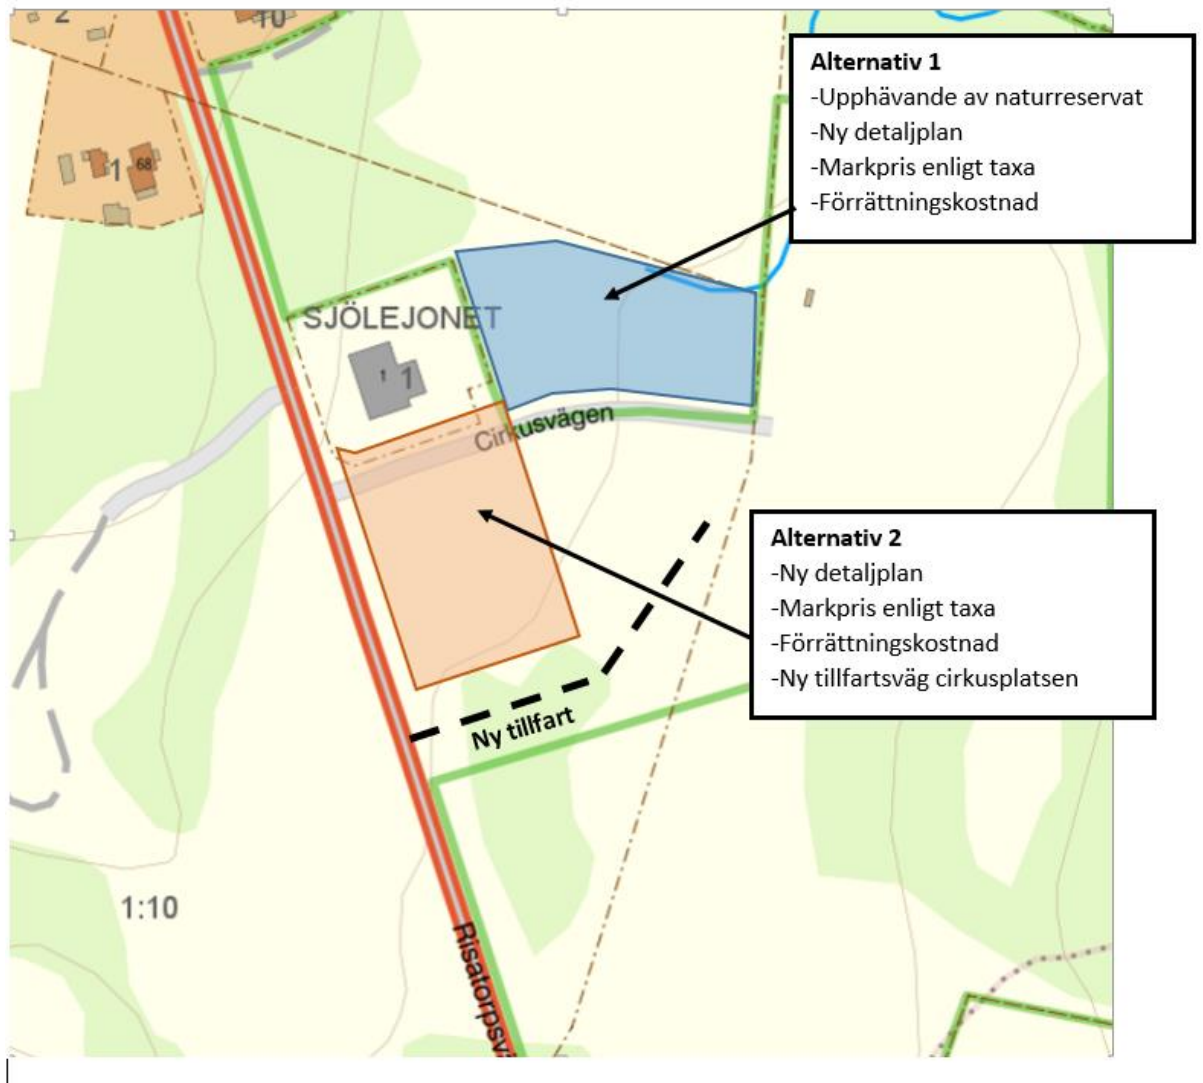 2
10
Alternativ 1
-Upphävande av naturreservat
-Ny detaljplan
-Markpris enligt taxa
-Förrättningskostnad
1
68
SJÖLEJONET
1
Cirkusvägen
Alternativ 2
-Ny detaljplan
-Markpris enligt taxa
-Förrättningskostnad
-Ny tillfartsväg cirkusplatsen
Ny tillfart
1:10
Risatorpsv